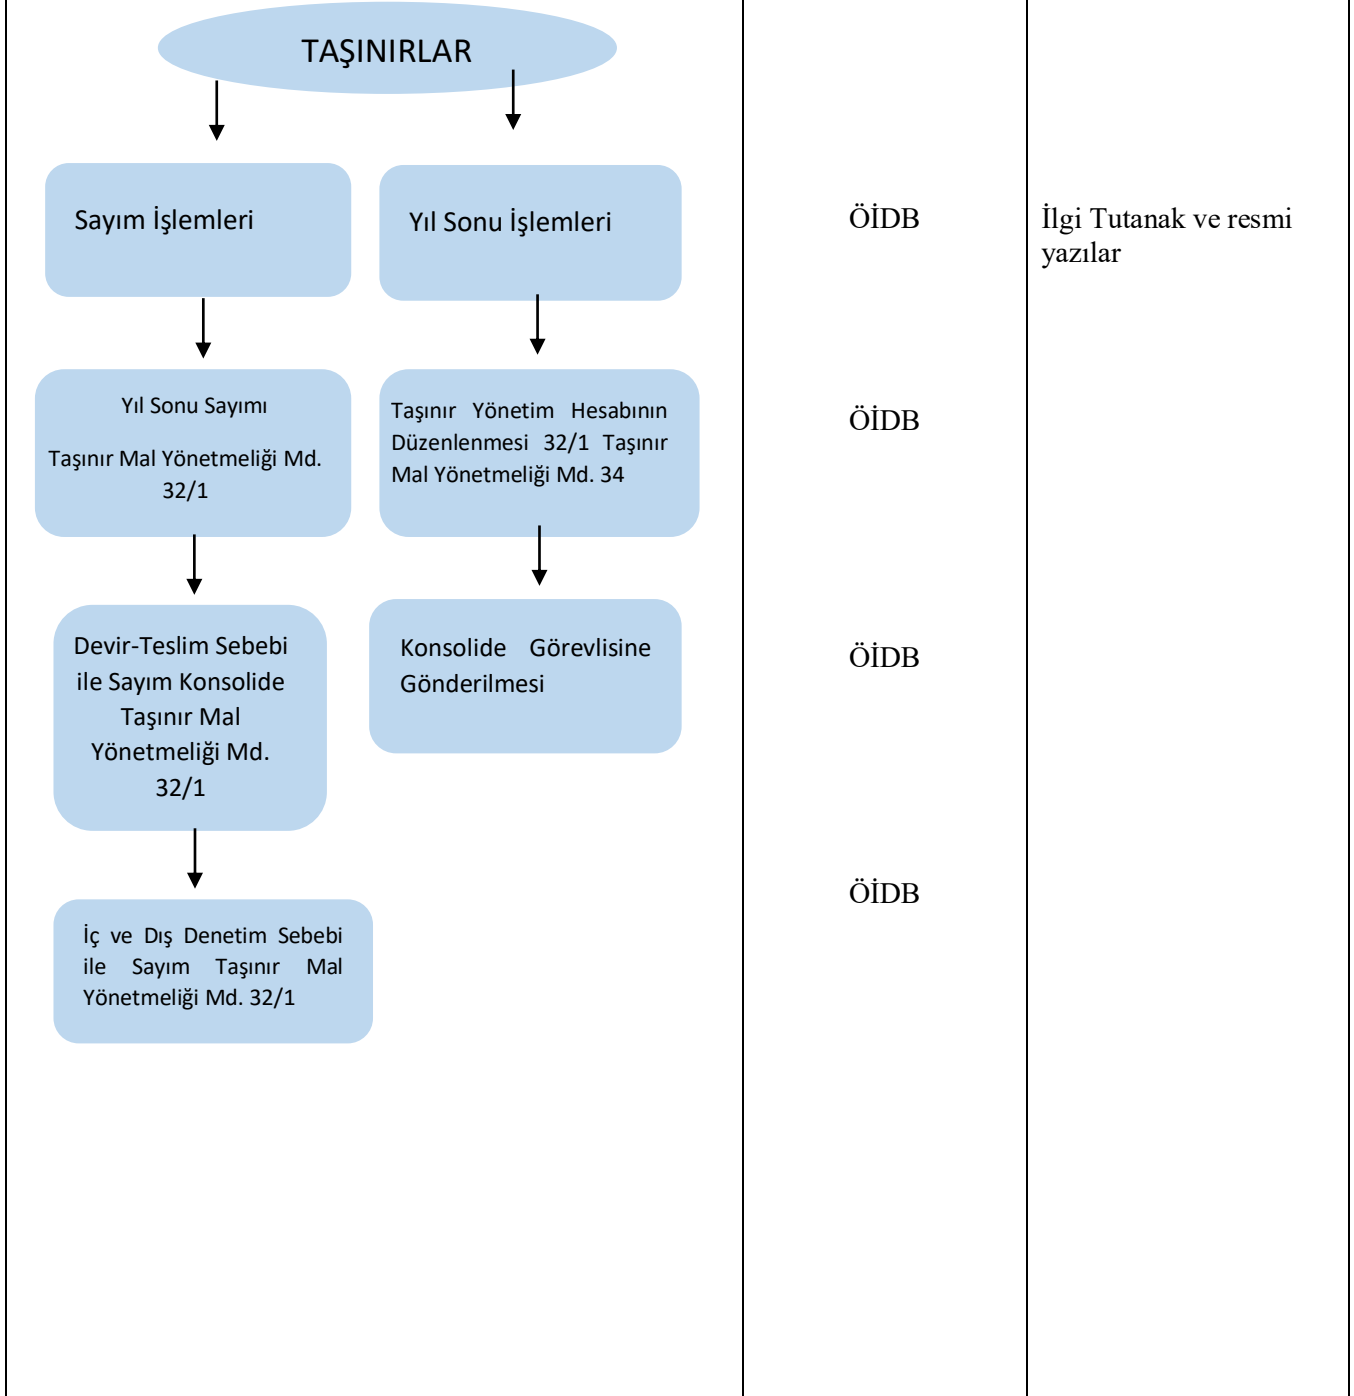 TAŞINIRLAR
Sayım İşlemleri
Yıl Sonu İşlemleri
ÖİDB
İlgi Tutanak ve resmi
yazılar
Yıl Sonu Sayımı
Taşınır Mal Yönetmeliği Md.
32/1
Taşınır Yönetim Hesabının
Düzenlenmesi 32/1 Taşınır
Mal Yönetmeliği Md. 34
ÖİDB
Devir-Teslim Sebebi
ile Sayım Konsolide
Taşınır Mal
Yönetmeliği Md.
32/1
Konsolide Görevlisine
Gönderilmesi
ÖİDB
İç ve Dış Denetim Sebebi
ile Sayım Taşınır Mal
Yönetmeliği Md. 32/1
ÖİDB